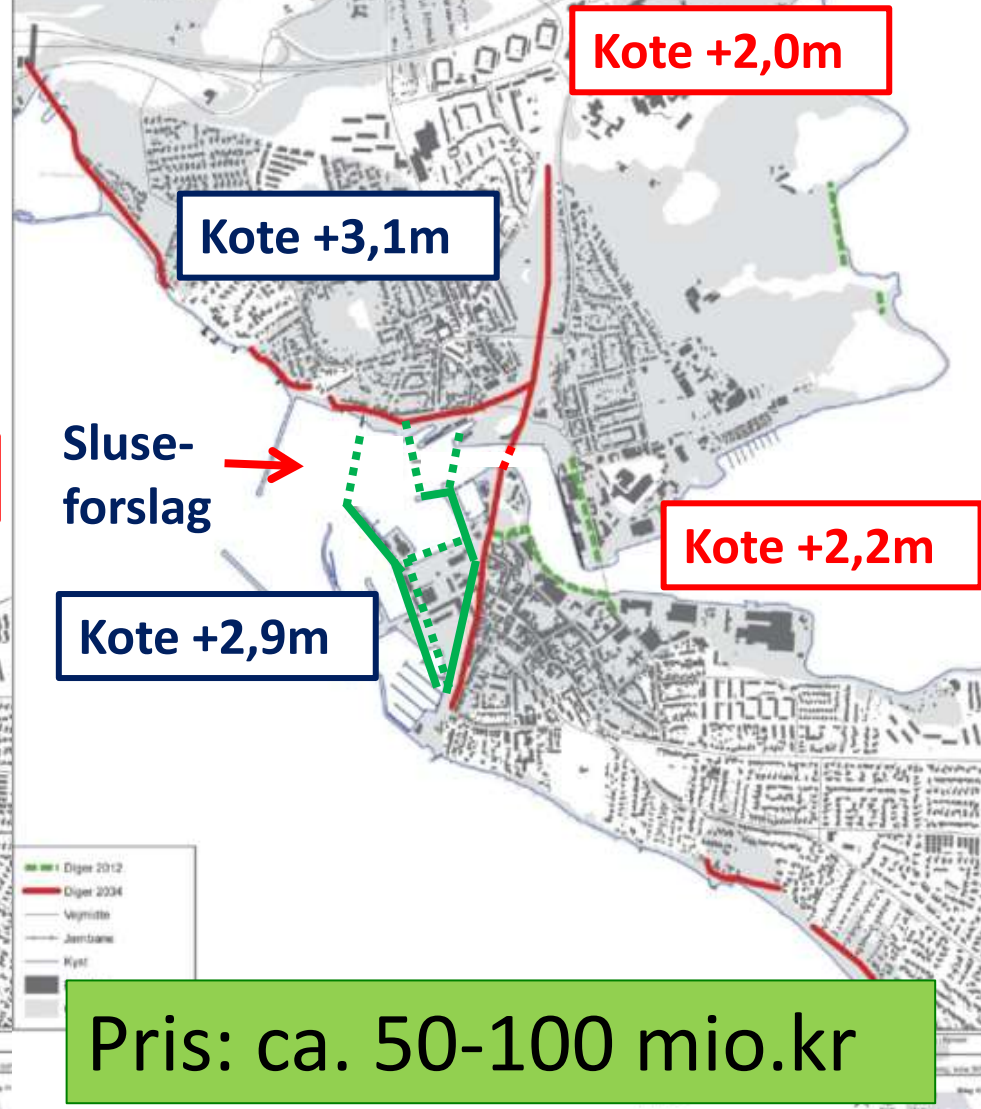 Kote +2,0m
Kote +3,1m
Sluse-
forslag
Kote +2,2m
Kote +2,9m
Diger 2012
Diger 2034
Vejmidte
Jernbane
Kyst
Pris: ca. 50-100 mio.kr